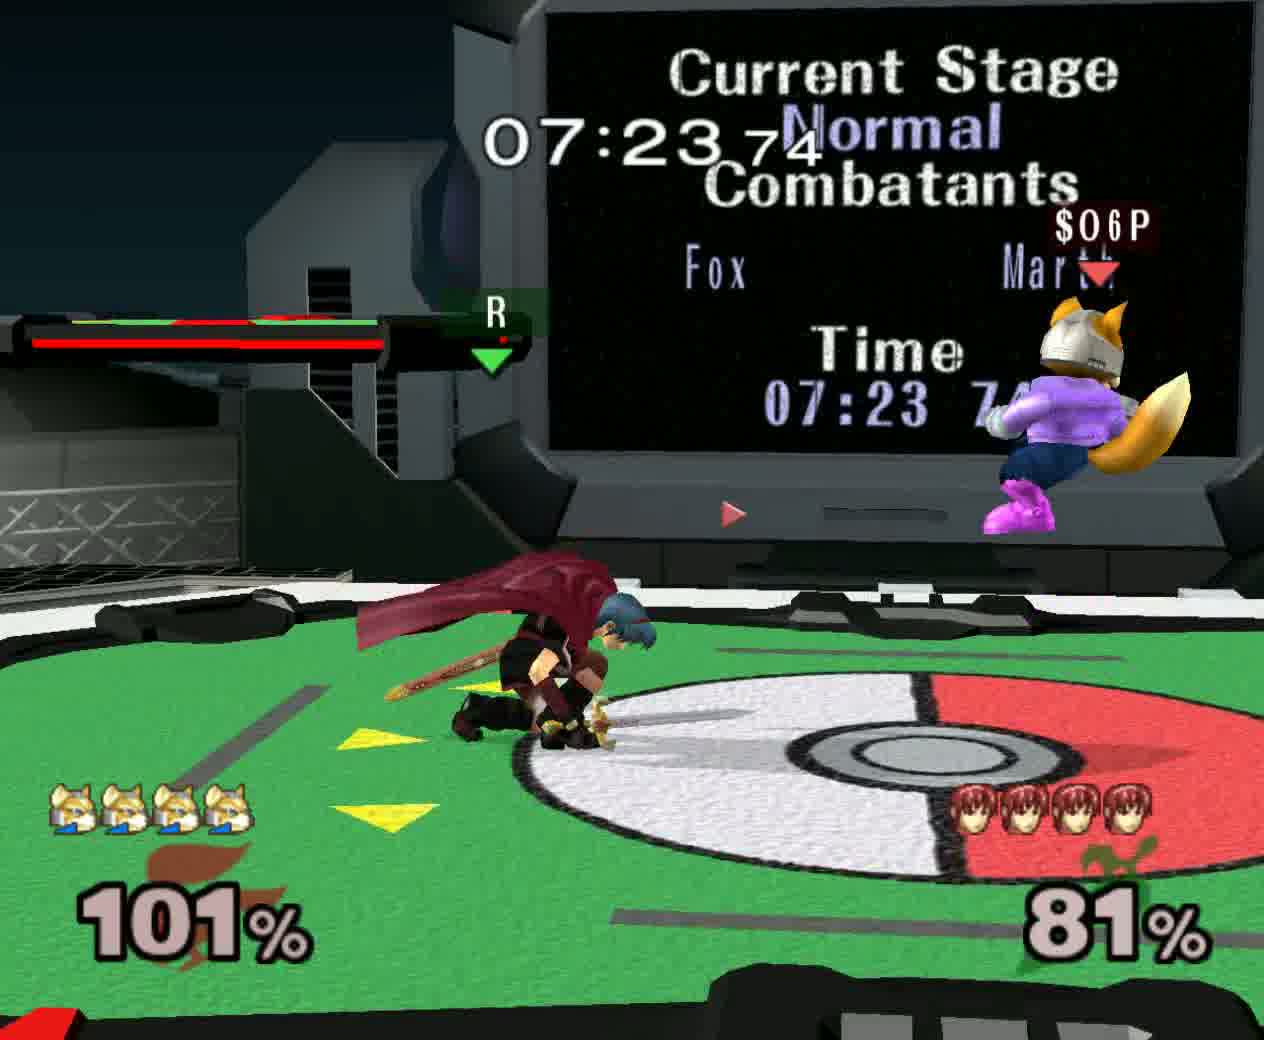 Current Stage
07:23 74
Normal
Combatants
$06P
Fox
R
Time
07:23
101%
81%